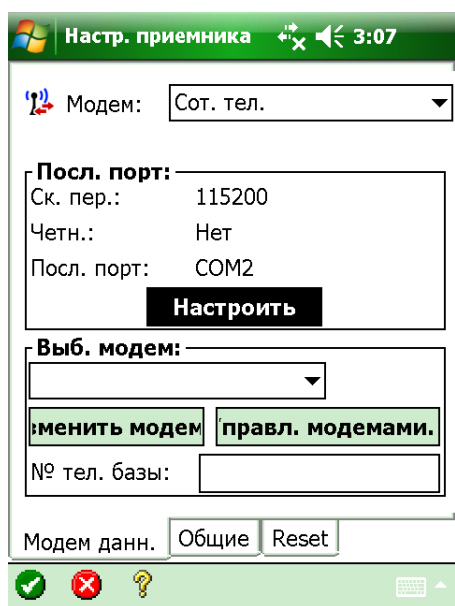 Настр. приемника 3:07
Модем: Сот. тел.
Посл. порт:
Ск. пер.: 115200
Четн.: Нет
Посл. порт: COM2
Настроить
Выб. модем:
зменить модем правл. модемами.
№ тел. базы:
Модем данн. Общие Reset